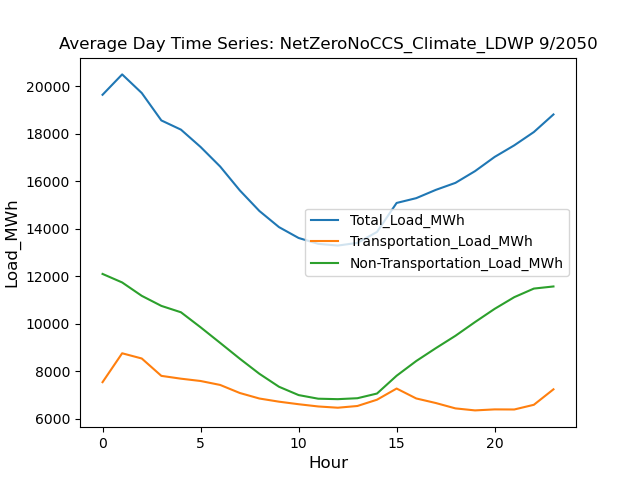 Average Day Time Series: NetZeroNoCCS_Climate_LDWP 9/2050
Load_MWh
20000
18000
16000
14000
12000
10000
8000
6000
Total_Load_MWh
Transportation_Load_MWh
Non-Transportation_Load_MWh
0 5 10 15 20
Hour